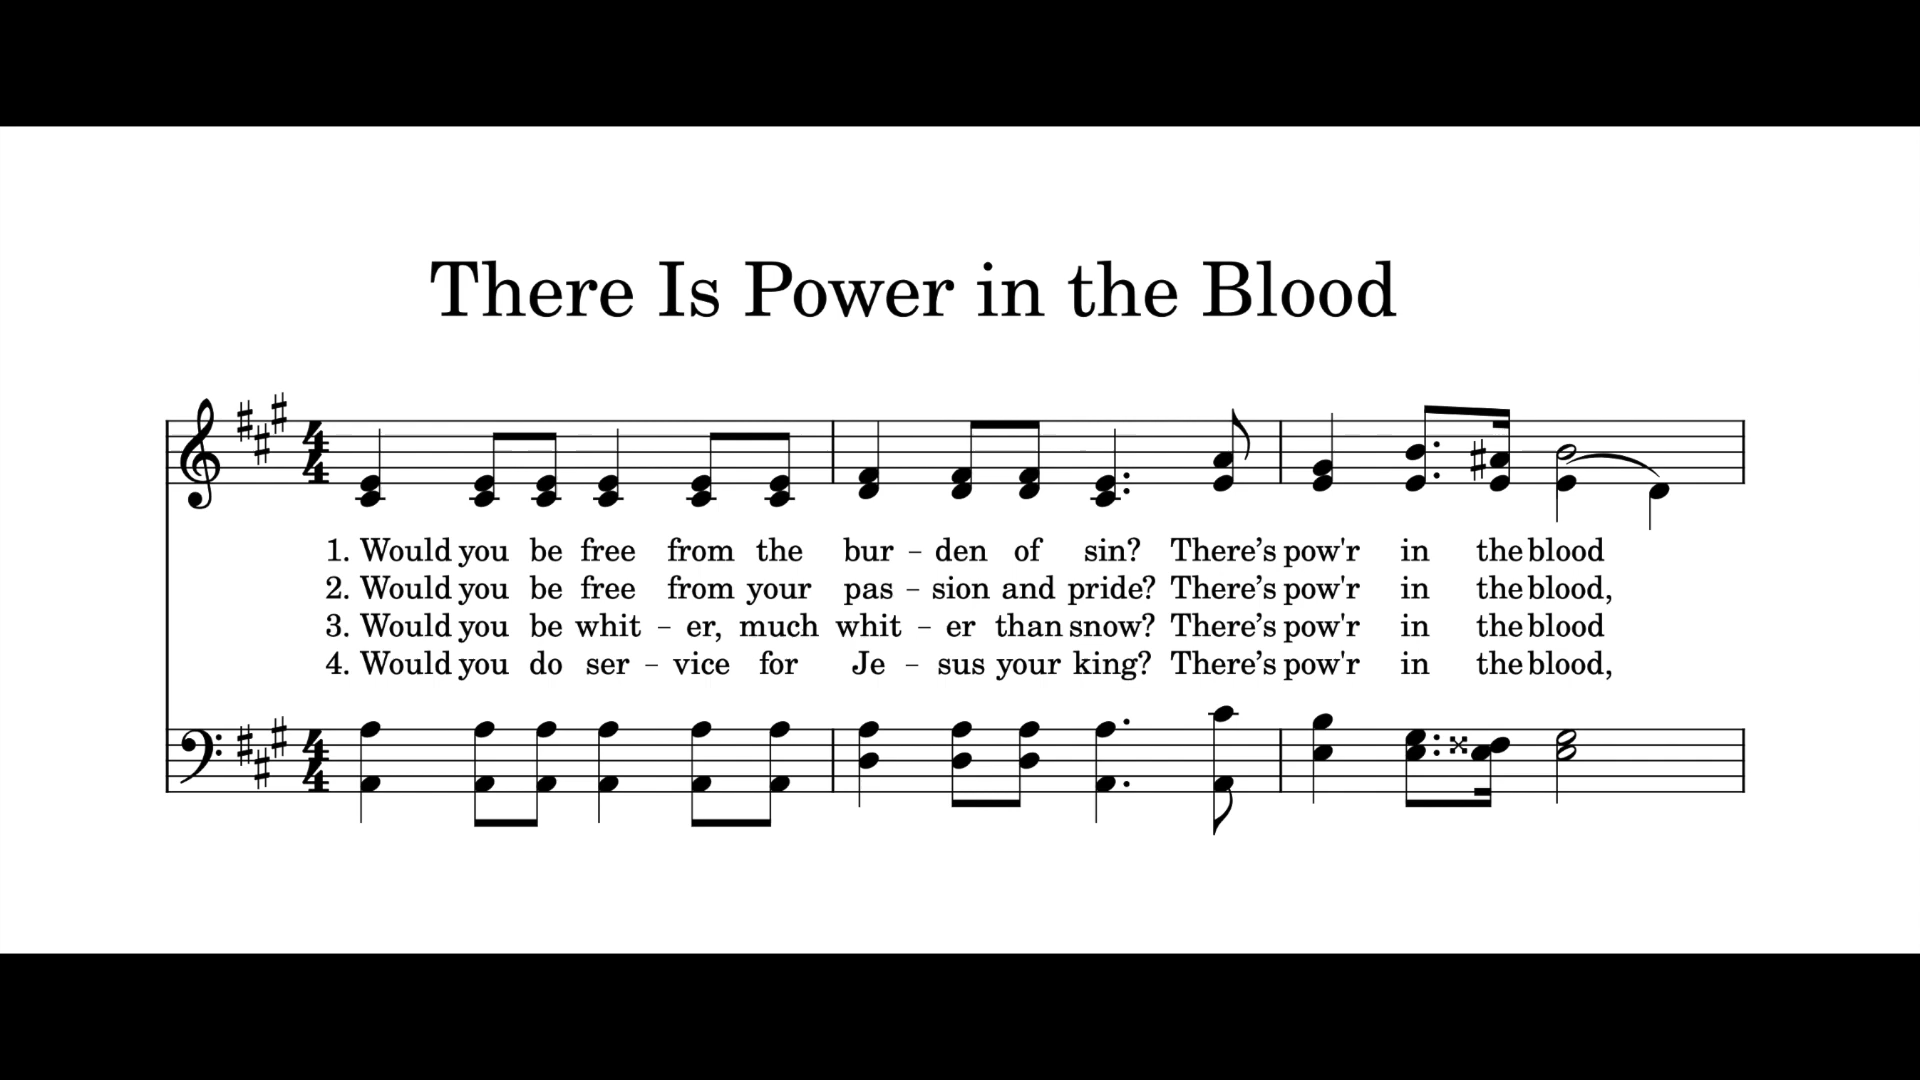 There Is Power in the Blood
1. Would you be free from the bur – den of sin? There's pow'r in the blood
2. Would you be free from your pas – sion and pride? There's pow'r in the blood,
3. Would you be whit – er, much whit – er than snow? There's pow'r in the blood
4. Would you do ser – vice for Je – sus your king? There's pow'r in the blood,